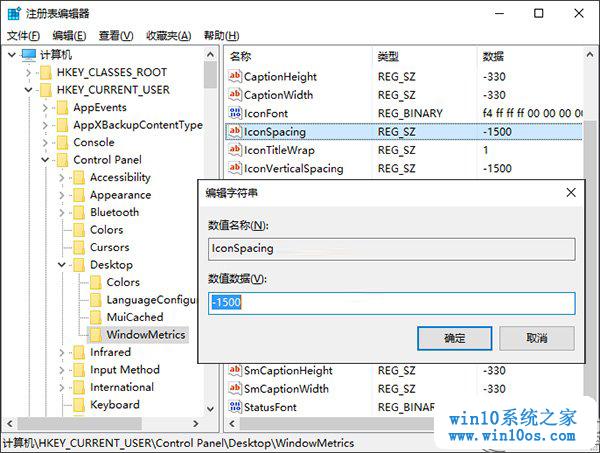 注册表编辑器
文件(F) 编辑(E) 查看(V) 收藏夹(A) 帮助(H)
计算机
HKEY_CLASSES_ROOT
HKEY_CURRENT_USER
AppEvents
AppXBackupContentType
Console
Control Panel
Accessibility
Appearance
Bluetooth
Colors
Cursors
Desktop
Colors
LanguageConfigu
MuiCached
WindowMetrics
Infrared
Input Method
International
Keyboard
名称 类型 数据
CaptionHeight REG_SZ -330
CaptionWidth REG_SZ -330
IconFont REG_BINARY f4 ff ff ff 00 00 00 00
IconSpacing REG_SZ -1500
IconTitleWrap REG_SZ 1
IconVerticalSpacing REG_SZ -1500
编辑字符串
数值名称(N):
IconSpacing
数值数据(V):
-1500
确定 取消
SmCaptionHeight REG_SZ -330
SmCaptionWidth REG_SZ -330
StatusFont REG_BINARY
计算机\HKEY_CURRENT_USER\Control Panel\Desktop\WindowMetrics
win10系统之家
www.win10os.com